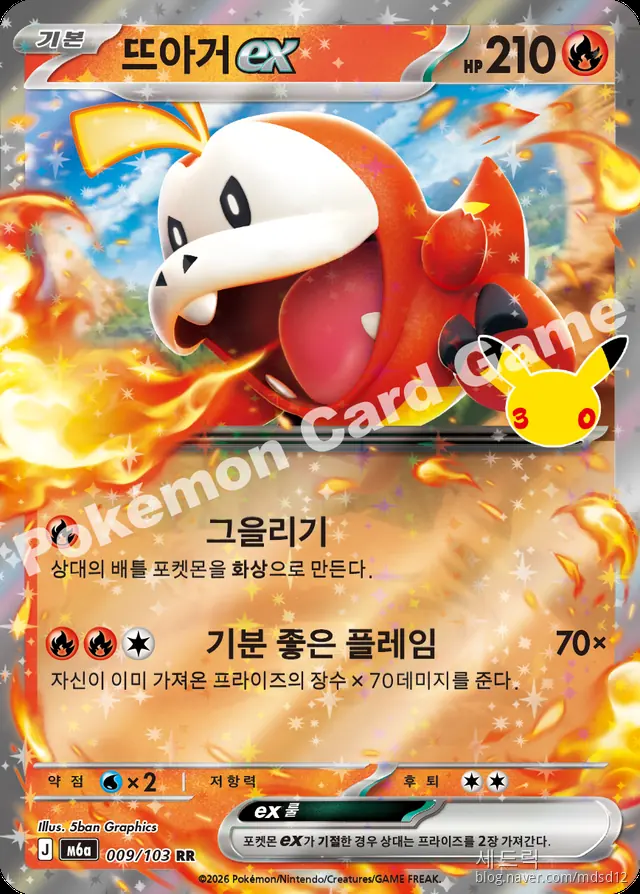 기본 뜨아거 ex HP 210
Pokémon Card Game
30
그을리기
상대의 배틀 포켓몬을 화상으로 만든다.
기분 좋은 플레임 70×
자신이 이미 가져온 프라이즈의 장수 × 70데미지를 준다.
약점 ×2 저항력 후퇴
ex 룰
포켓몬 ex가 기절한 경우 상대는 프라이즈를 2장 가져간다.
Illus. 5ban Graphics
J M6a 009/103 RR
©2026 Pokémon/Nintendo/Creatures/GAME FREAK.
세드릭
blog.naver.com/mdsd12